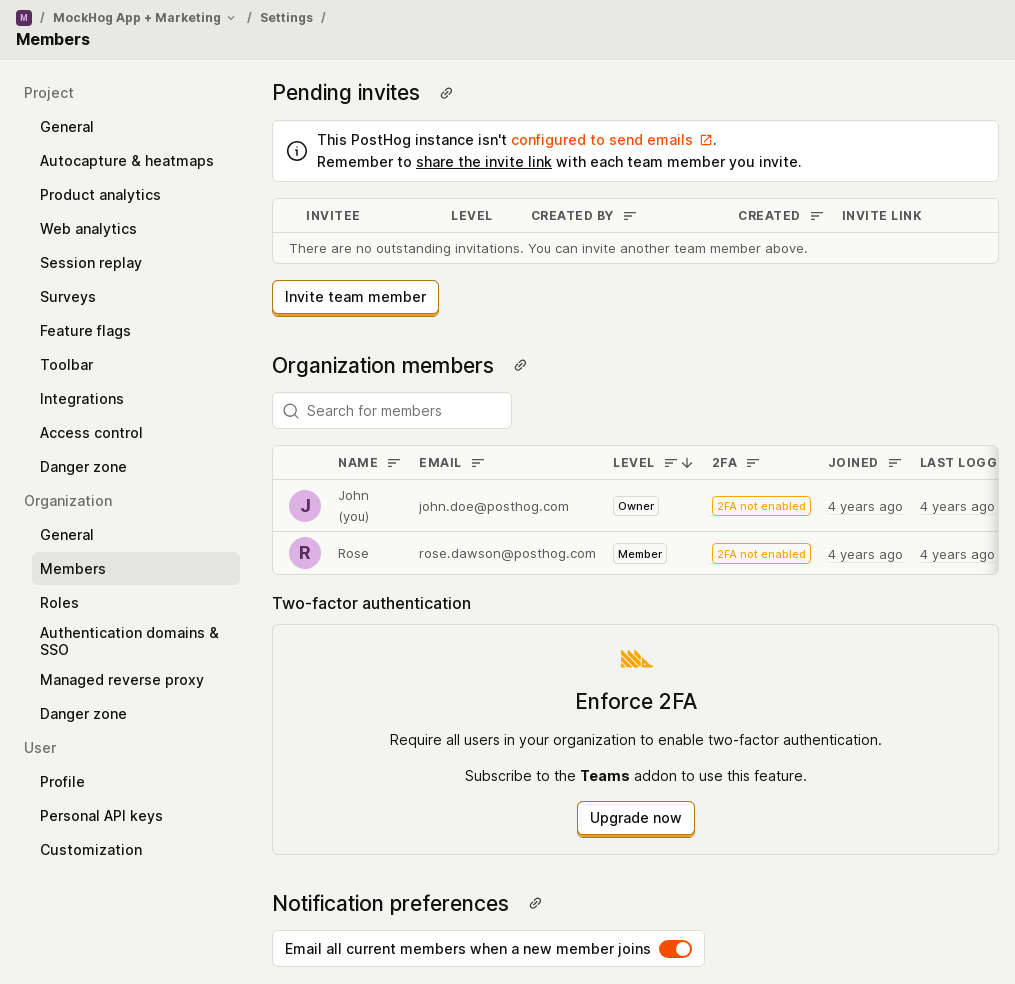 M / MockHog App + Marketing / Settings /
Members
Project
General
Autocapture & heatmaps
Product analytics
Web analytics
Session replay
Surveys
Feature flags
Toolbar
Integrations
Access control
Danger zone
Organization
General
Members
Roles
Authentication domains &
SSO
Managed reverse proxy
Danger zone
User
Profile
Personal API keys
Customization
Pending invites
This PostHog instance isn't configured to send emails.
Remember to share the invite link with each team member you invite.
INVITEE LEVEL CREATED BY CREATED INVITE LINK
There are no outstanding invitations. You can invite another team member above.
Invite team member
Organization members
Search for members
NAME EMAIL LEVEL 2FA JOINED LAST LOGG
J John (you) john.doe@posthog.com Owner 2FA not enabled 4 years ago 4 years ago
R Rose rose.dawson@posthog.com Member 2FA not enabled 4 years ago 4 years ago
Two-factor authentication
Enforce 2FA
Require all users in your organization to enable two-factor authentication.
Subscribe to the Teams addon to use this feature.
Upgrade now
Notification preferences
Email all current members when a new member joins